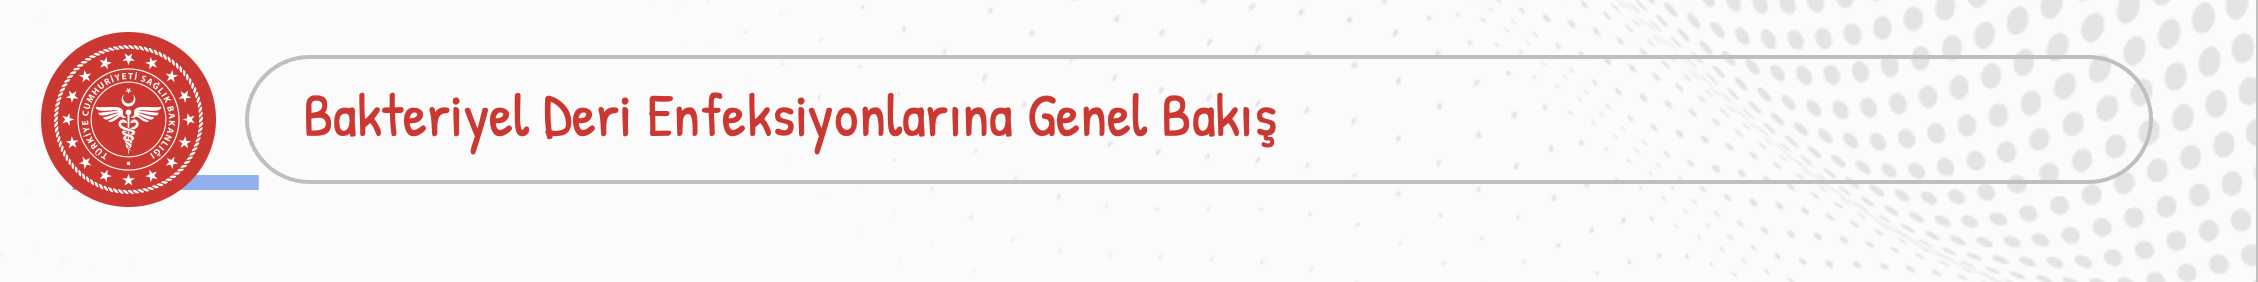 TÜRKİYE CUMHURİYETİ SAĞLIK BAKANLIĞI
Bakteriyel Deri Enfeksiyonlarına Genel Bakış